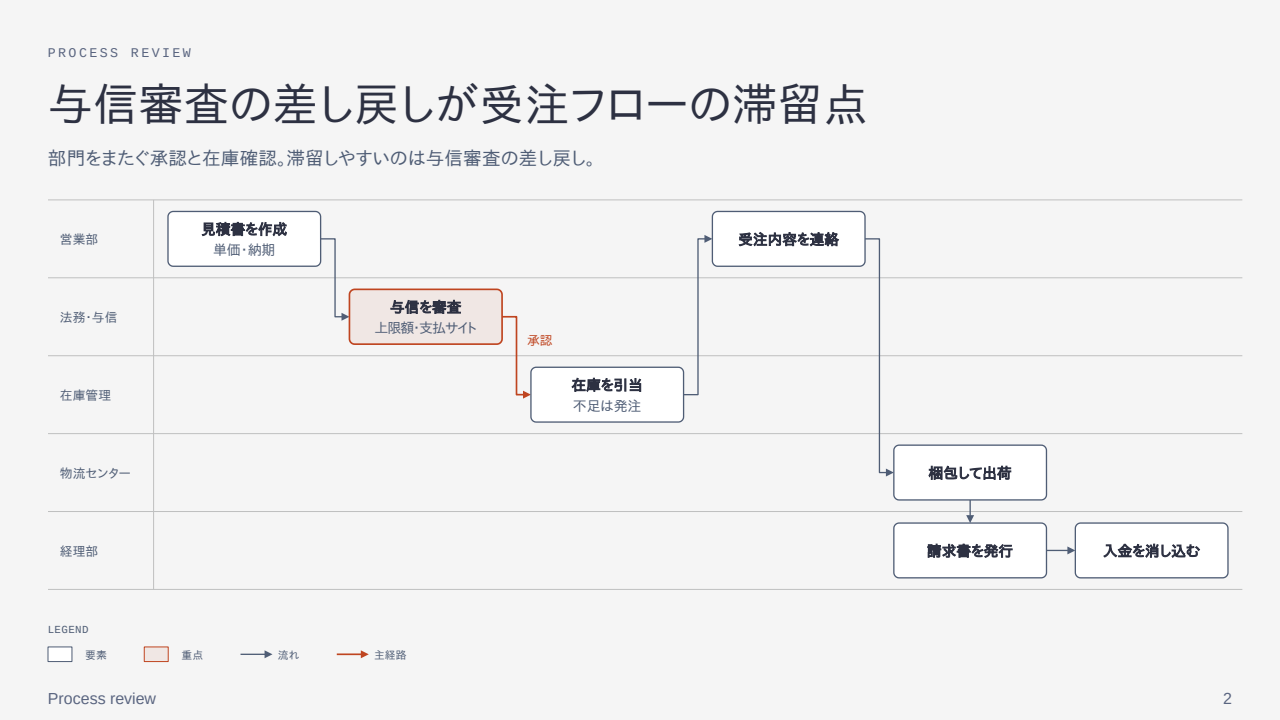 PROCESS REVIEW
与信審査の差し戻しが受注フローの滞留点
部門をまたぐ承認と在庫確認。滞留しやすいのは与信審査の差し戻し。
営業部
見積書を作成
単価・納期
受注内容を連絡
法務・与信
与信を審査
上限額・支払サイト
承認
在庫管理
在庫を引当
不足は発注
物流センター
梱包して出荷
経理部
請求書を発行
入金を消し込む
LEGEND
要素
重点
流れ
主経路
Process review
2